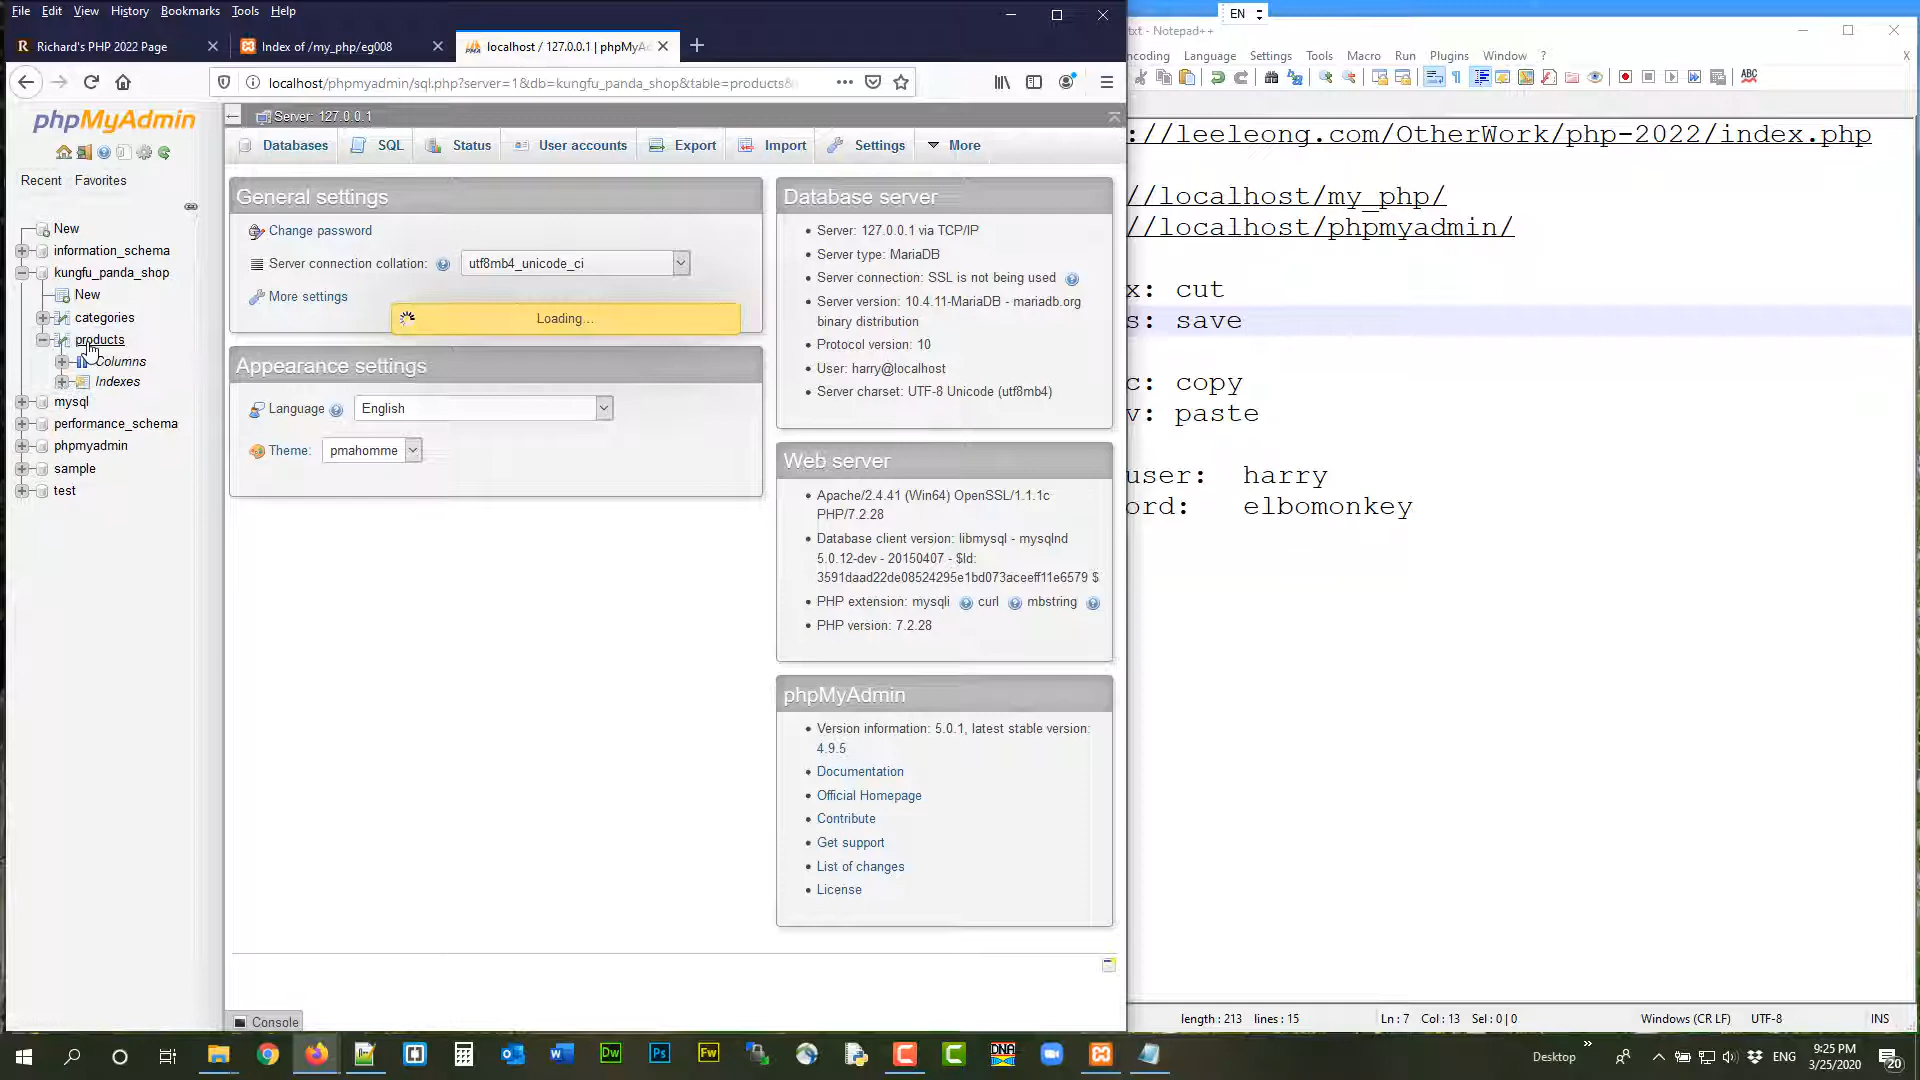 File Edit View History Bookmarks Tools Help
Richard's PHP 2022 Page
Index of /my_php/eg008
localhost / 127.0.0.1 | phpMyAd
localhost/phpmyadmin/sql.php?server=1&db=kungfu_panda_shop&table=products&
phpMyAdmin
Recent Favorites
New
information_schema
kungfu_panda_shop
New
categories
products
Columns
Indexes
mysql
performance_schema
phpmyadmin
sample
test
Server: 127.0.0.1
Databases SQL Status User accounts Export Import Settings More
General settings
Change password
Server connection collation: utf8mb4_unicode_ci
More settings
Loading...
Appearance settings
Language English
Theme: pmahomme
Database server
Server: 127.0.0.1 via TCP/IP
Server type: MariaDB
Server connection: SSL is not being used
Server version: 10.4.11-MariaDB - mariadb.org
binary distribution
Protocol version: 10
User: harry@localhost
Server charset: UTF-8 Unicode (utf8mb4)
Web server
Apache/2.4.41 (Win64) OpenSSL/1.1.1c
PHP/7.2.28
Database client version: libmysql - mysqlnd
5.0.12-dev - 20150407 - $Id:
3591daad22de08524295e1bd073aceeff11e6579 $
PHP extension: mysqli curl mbstring
PHP version: 7.2.28
phpMyAdmin
Version information: 5.0.1, latest stable version:
4.9.5
Documentation
Official Homepage
Contribute
Get support
List of changes
License
Console
EN
txt - Notepad++
ncoding Language Settings Tools Macro Run Plugins Window ? X
ABC
://leeleong.com/OtherWork/php-2022/index.php
//localhost/my_php/
//localhost/phpmyadmin/
x: cut
s: save
c: copy
v: paste
user: harry
ord: elbomonkey
length : 213 lines : 15 Ln : 7 Col : 13 Sel : 0 | 0 Windows (CR LF) UTF-8 INS
Dw Ps Fw DNA
Desktop
ENG
9:25 PM
3/25/2020
20